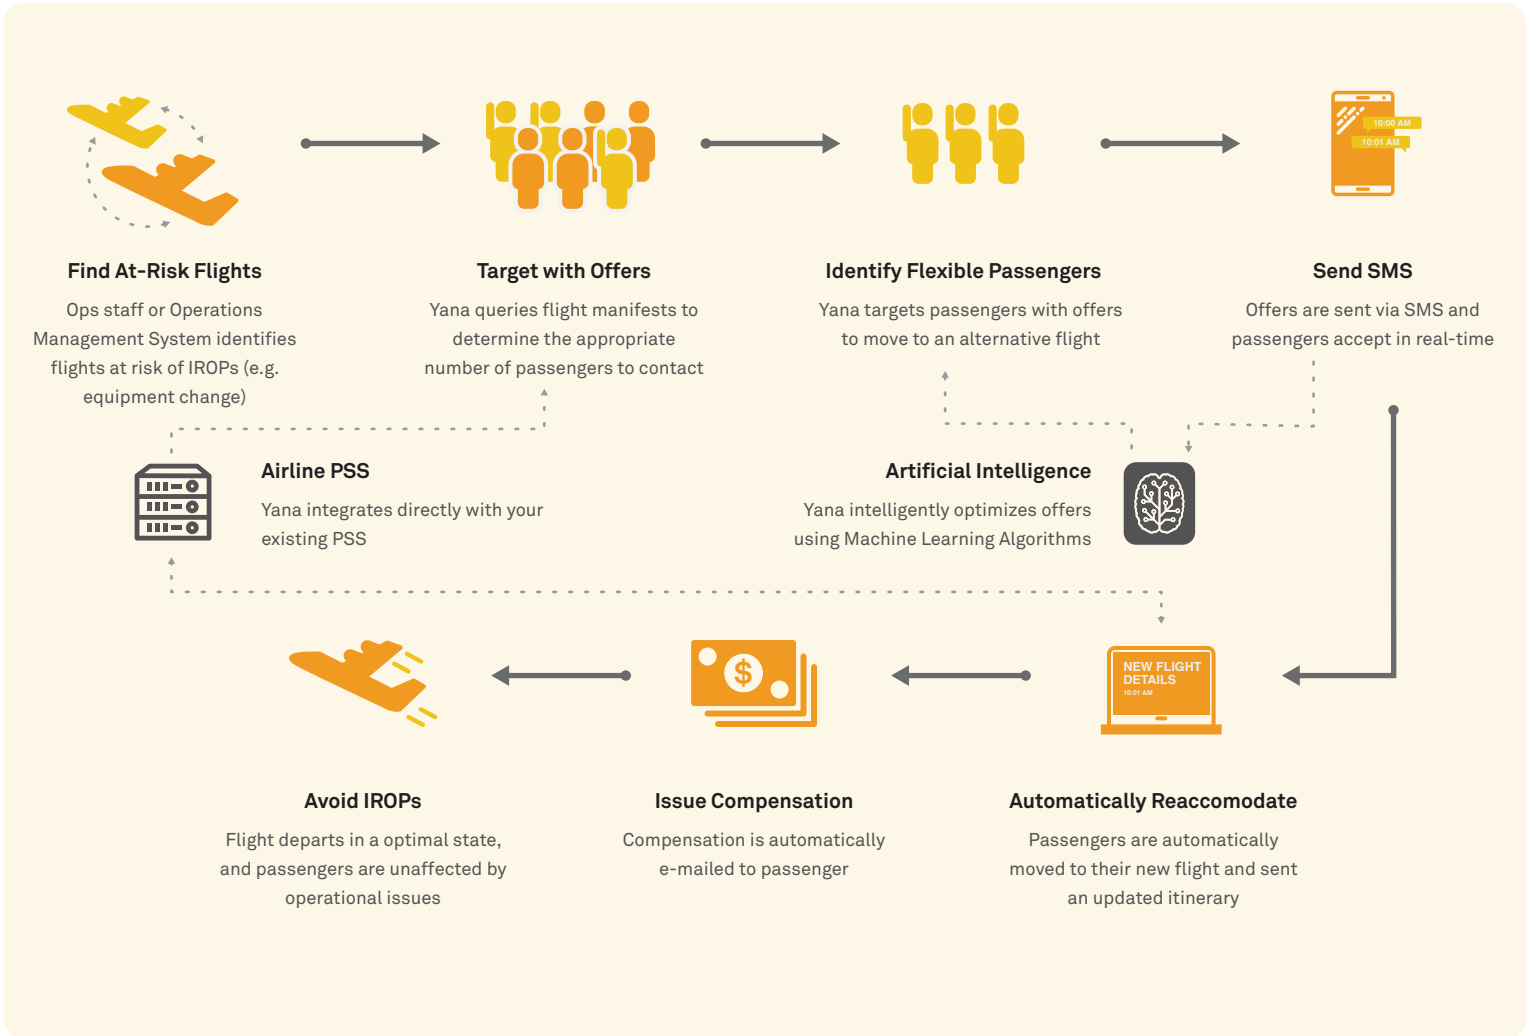 10:00 AM
10:01 AM
Find At-Risk Flights
Ops staff or Operations
Management System identifies
flights at risk of IROPs (e.g.
equipment change)
Target with Offers
Yana queries flight manifests to
determine the appropriate
number of passengers to contact
Identify Flexible Passengers
Yana targets passengers with offers
to move to an alternative flight
Send SMS
Offers are sent via SMS and
passengers accept in real-time
Airline PSS
Yana integrates directly with your
existing PSS
Artificial Intelligence
Yana intelligently optimizes offers
using Machine Learning Algorithms
$
NEW FLIGHT
DETAILS
10:01 AM
Avoid IROPs
Flight departs in a optimal state,
and passengers are unaffected by
operational issues
Issue Compensation
Compensation is automatically
e-mailed to passenger
Automatically Reaccomodate
Passengers are automatically
moved to their new flight and sent
an updated itinerary